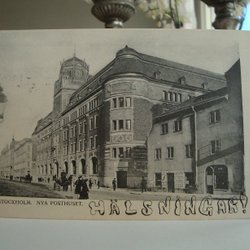 STOCKHOLM. NYA POSTHUSET.
HÄLSNINGAR!